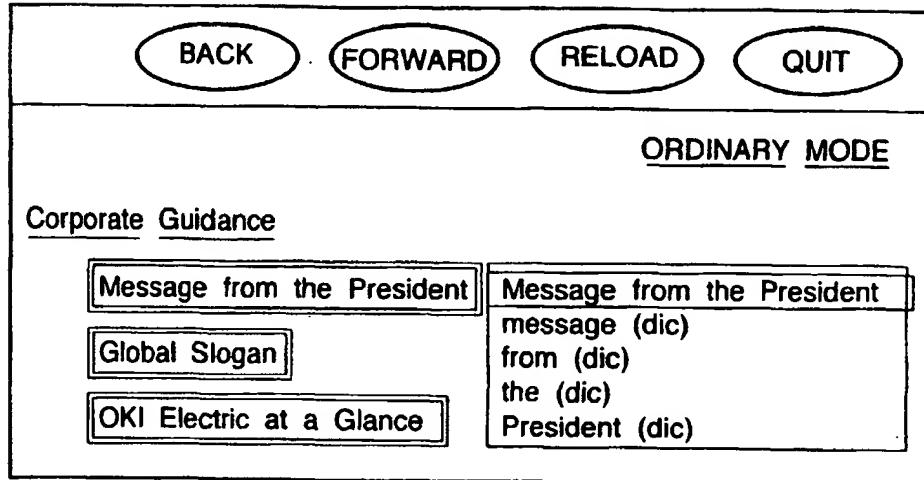 BACK FORWARD RELOAD QUIT
ORDINARY MODE
Corporate Guidance
Message from the President
Global Slogan
OKI Electric at a Glance
Message from the President
message (dic)
from (dic)
the (dic)
President (dic)